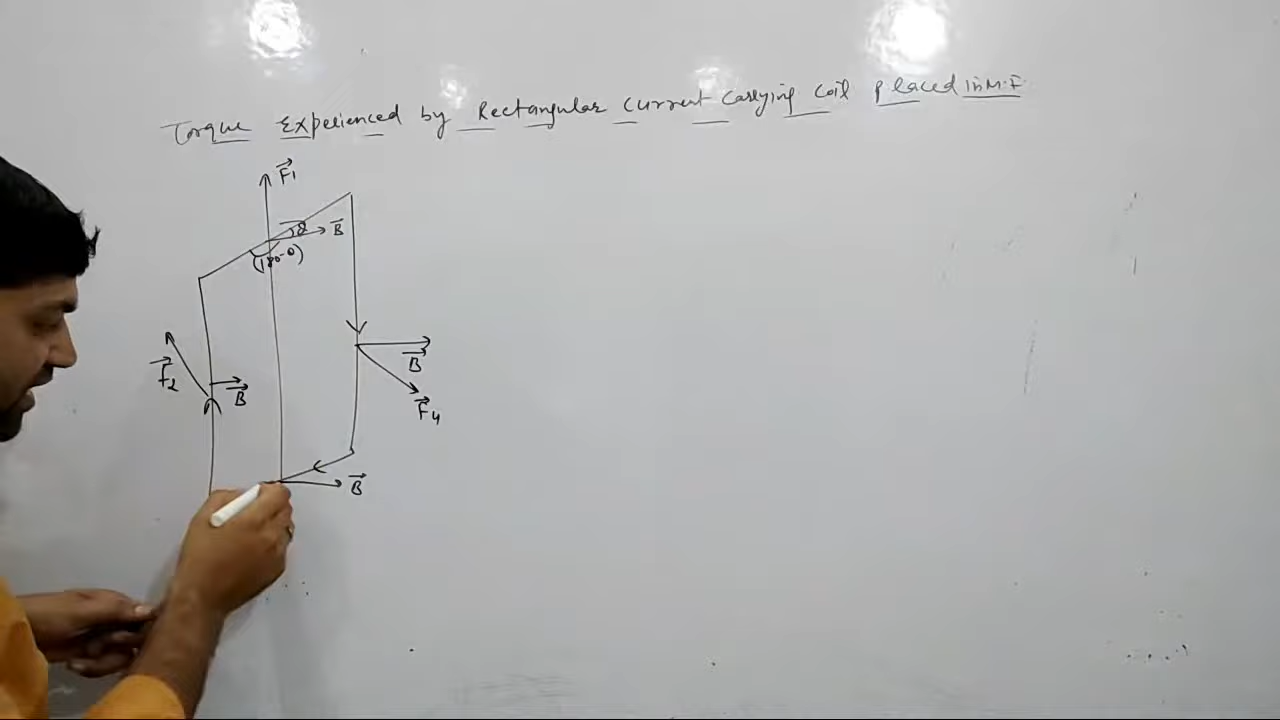 Torque Experienced by Rectangular Current Carrying Coil Placed in M.F
F⃗1
θ B⃗
(180-θ)
B⃗
F⃗2
B⃗
F⃗4
B⃗